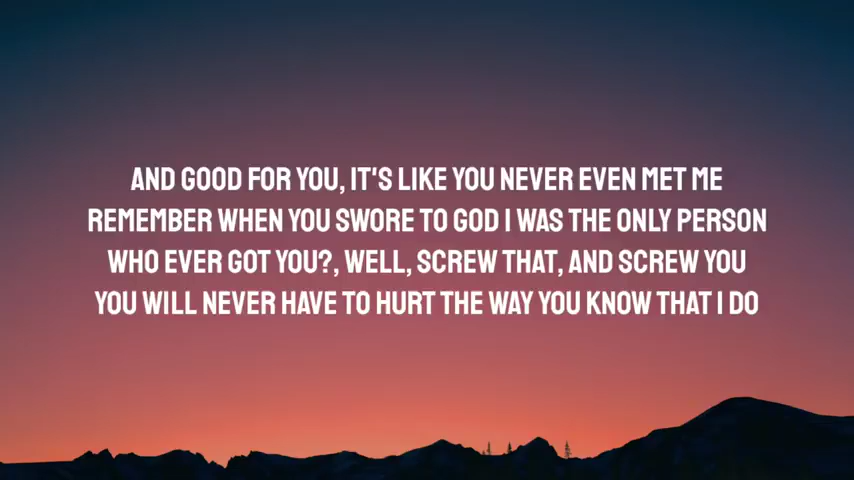 AND GOOD FOR YOU, IT'S LIKE YOU NEVER EVEN MET ME
REMEMBER WHEN YOU SWORE TO GOD I WAS THE ONLY PERSON
WHO EVER GOT YOU?, WELL, SCREW THAT, AND SCREW YOU
YOU WILL NEVER HAVE TO HURT THE WAY YOU KNOW THAT I DO